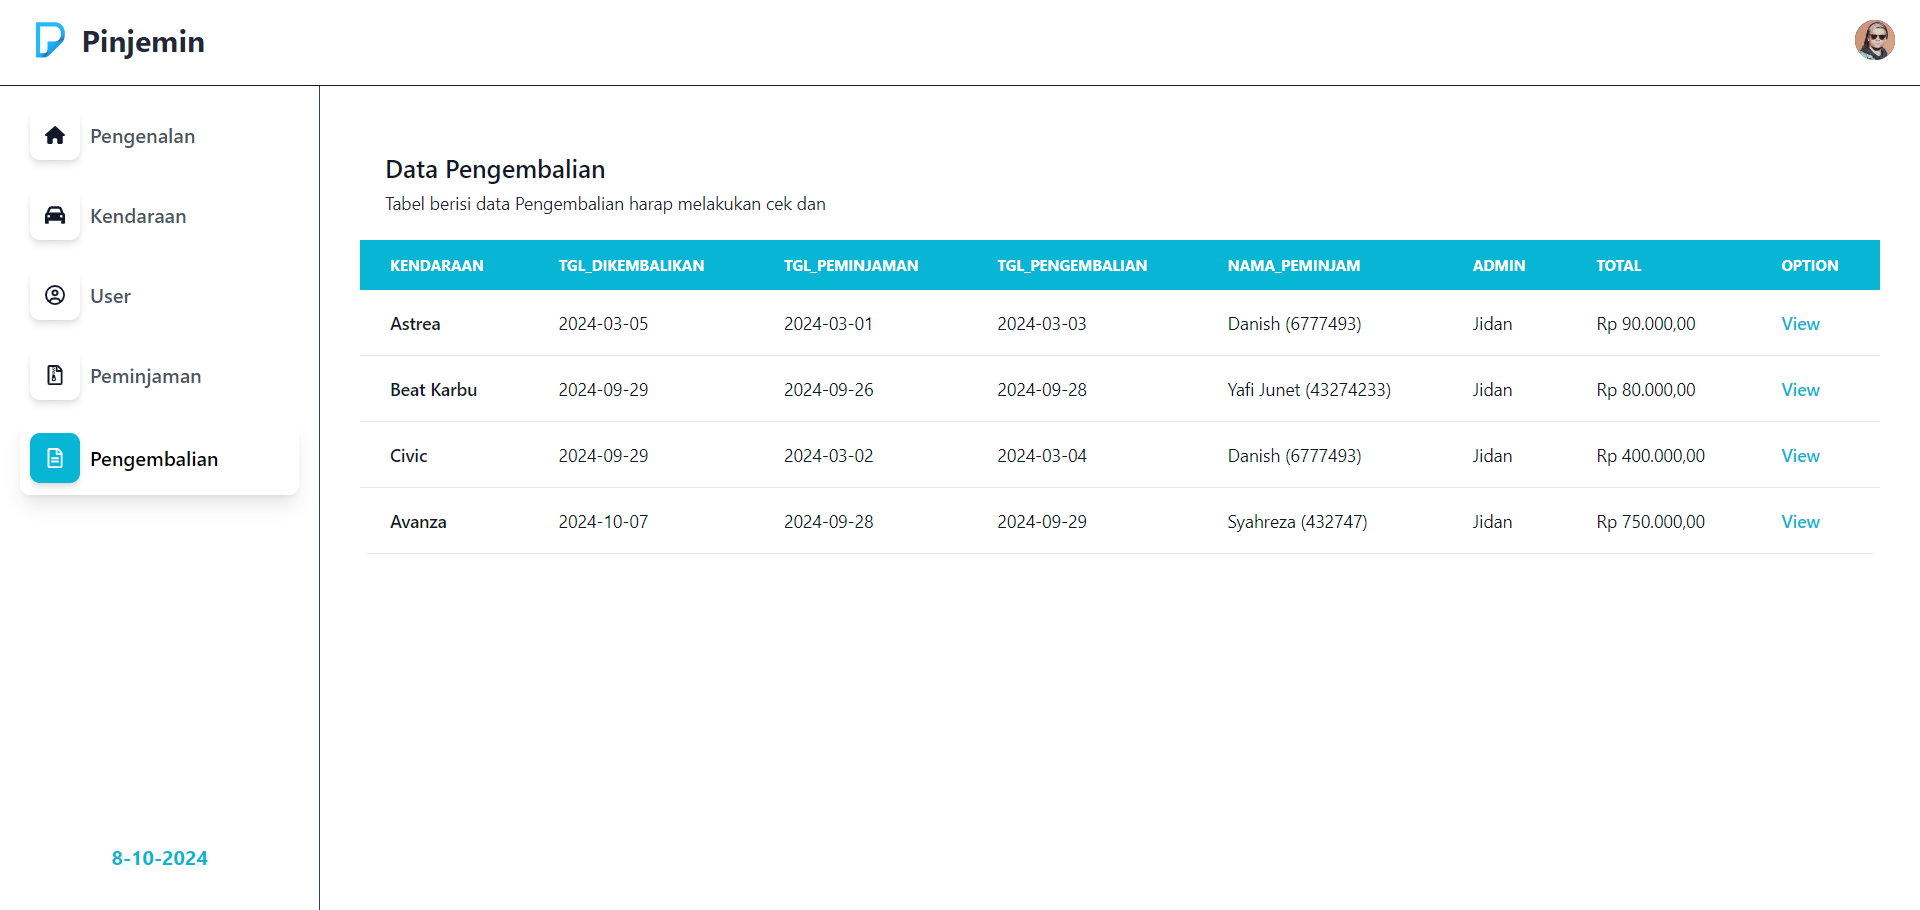 Pinjemin
Pengenalan
Kendaraan
User
Peminjaman
Pengembalian
8-10-2024
Data Pengembalian
Tabel berisi data Pengembalian harap melakukan cek dan
KENDARAAN TGL_DIKEMBALIKAN TGL_PEMINJAMAN TGL_PENGEMBALIAN NAMA_PEMINJAM ADMIN TOTAL OPTION
Astrea 2024-03-05 2024-03-01 2024-03-03 Danish (6777493) Jidan Rp 90.000,00 View
Beat Karbu 2024-09-29 2024-09-26 2024-09-28 Yafi Junet (43274233) Jidan Rp 80.000,00 View
Civic 2024-09-29 2024-03-02 2024-03-04 Danish (6777493) Jidan Rp 400.000,00 View
Avanza 2024-10-07 2024-09-28 2024-09-29 Syahreza (432747) Jidan Rp 750.000,00 View